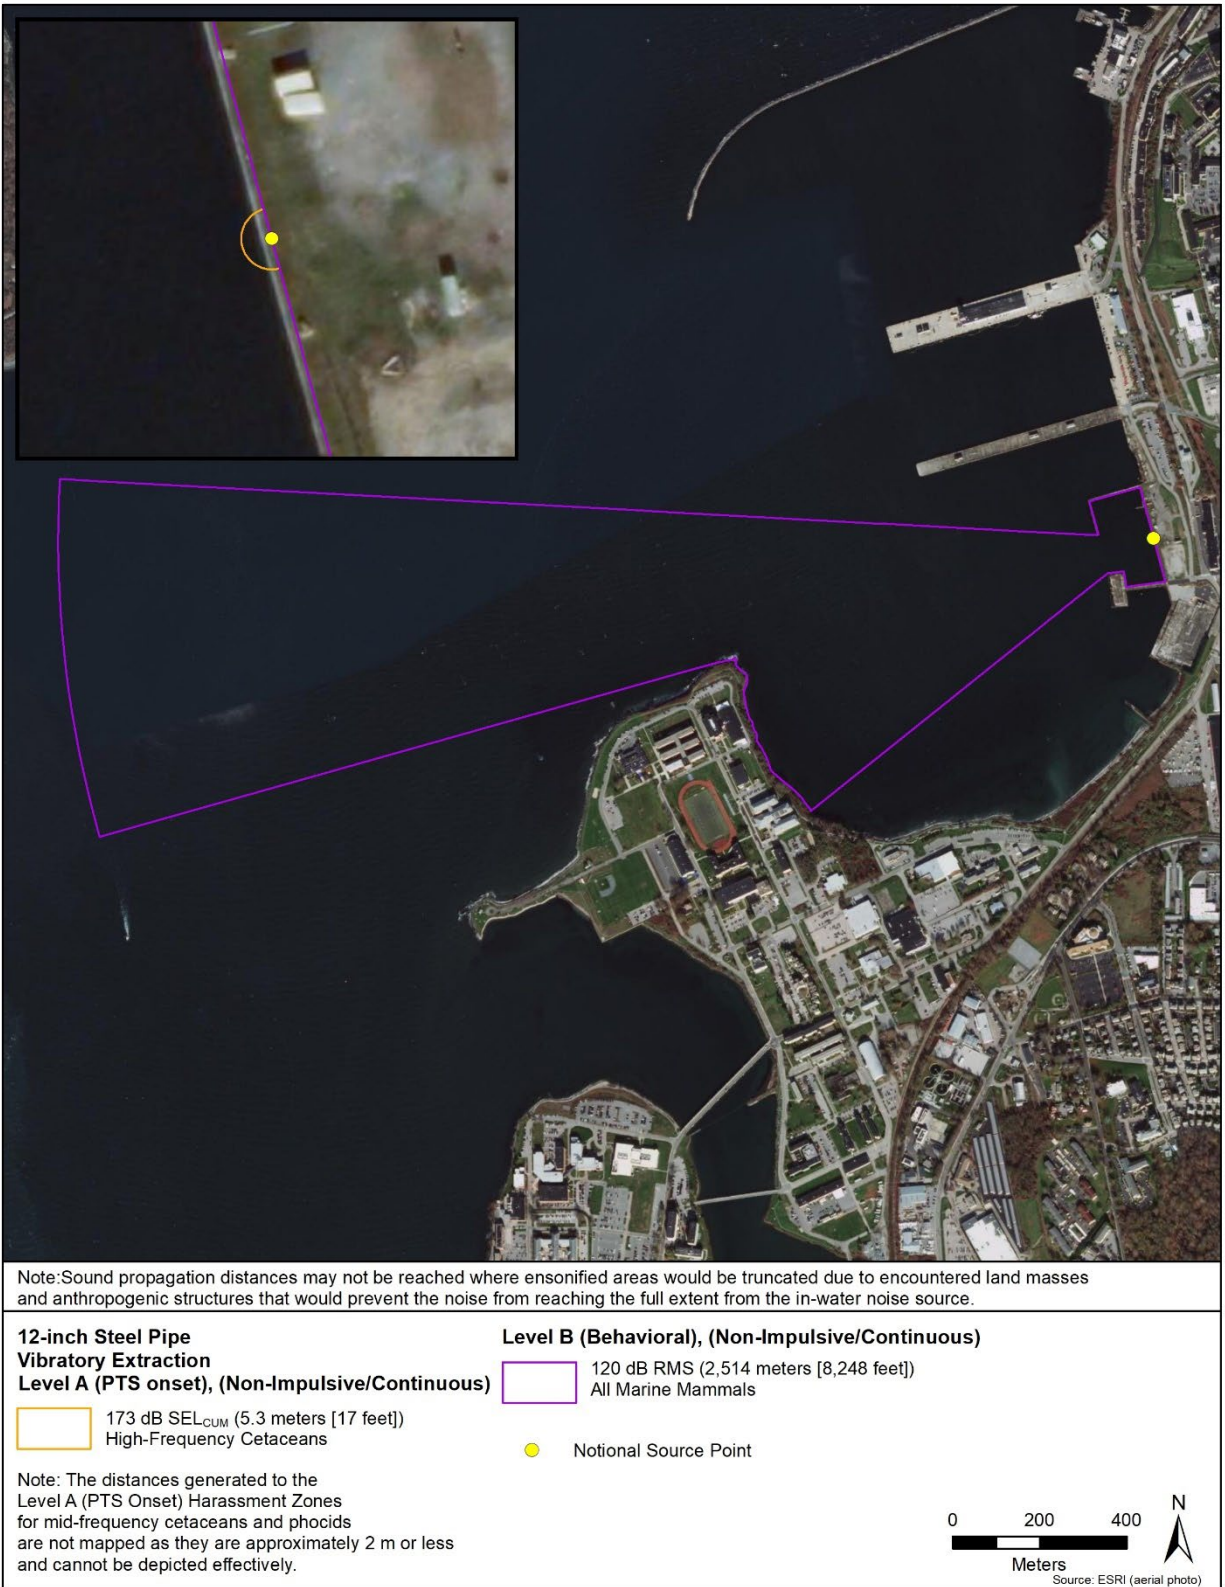 Note:Sound propagation distances may not be reached where ensonified areas would be truncated due to encountered land masses
and anthropogenic structures that would prevent the noise from reaching the full extent from the in-water noise source.
12-inch Steel Pipe
Vibratory Extraction
Level A (PTS onset), (Non-Impulsive/Continuous)
173 dB SELCUM (5.3 meters [17 feet])
High-Frequency Cetaceans
Note: The distances generated to the
Level A (PTS Onset) Harassment Zones
for mid-frequency cetaceans and phocids
are not mapped as they are approximately 2 m or less
and cannot be depicted effectively.
Level B (Behavioral), (Non-Impulsive/Continuous)
120 dB RMS (2,514 meters [8,248 feet])
All Marine Mammals
Notional Source Point
0 200 400
Meters
N
Source: ESRI (aerial photo)